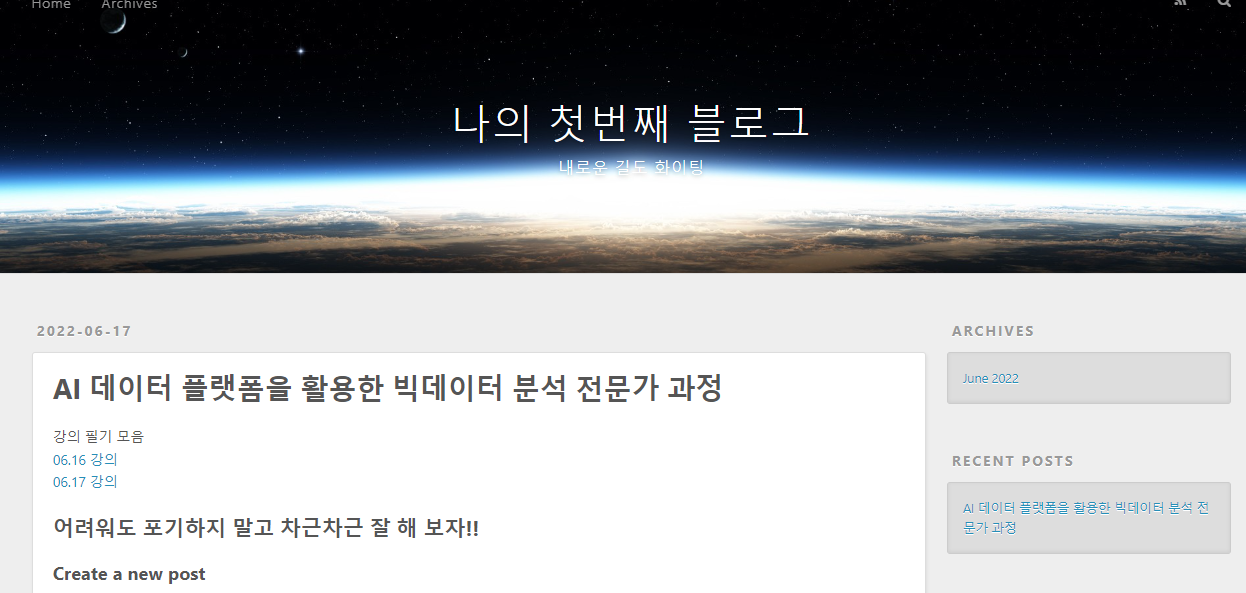 Home Archives
나의 첫번째 블로그
내로운 길도 화이팅
2022-06-17
AI 데이터 플랫폼을 활용한 빅데이터 분석 전문가 과정
강의 필기 모음
06.16 강의
06.17 강의
어려워도 포기하지 말고 차근차근 잘 해 보자!!
Create a new post
ARCHIVES
June 2022
RECENT POSTS
AI 데이터 플랫폼을 활용한 빅데이터 분석 전
문가 과정